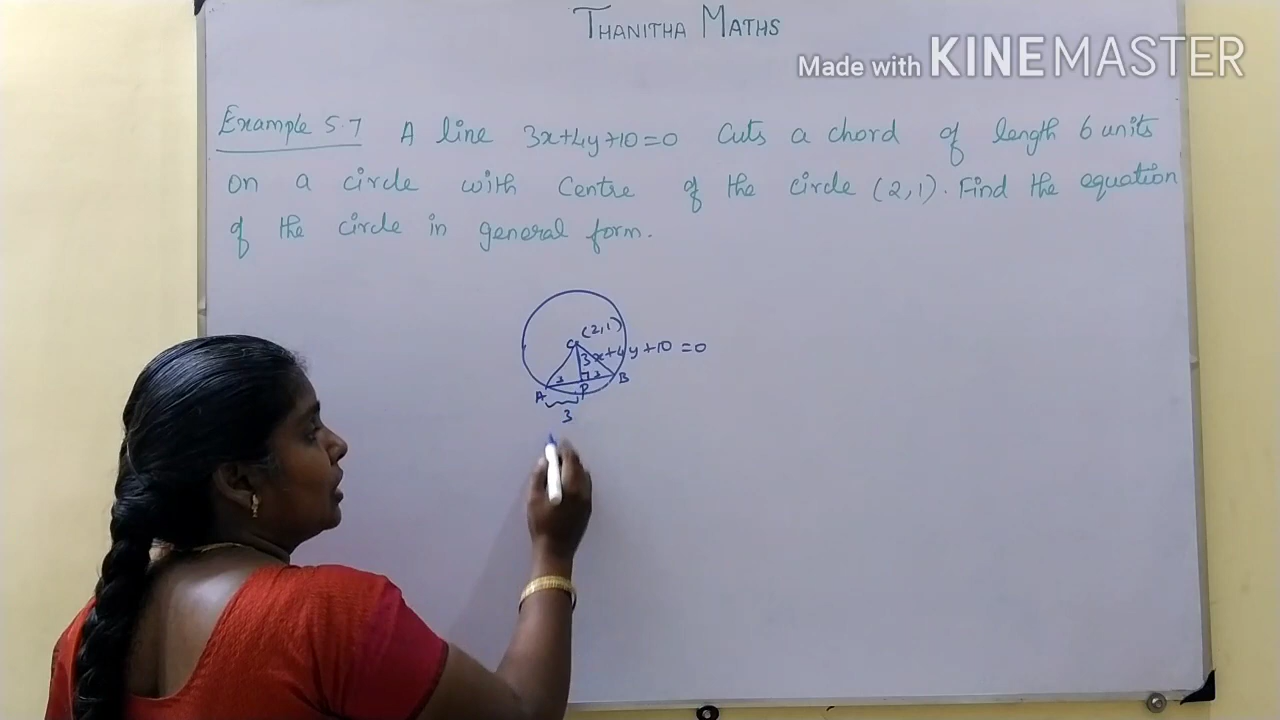 THANITHA MATHS
Made with KINEMASTER
Example 5.7 A line 3x+4y+10=0 Cuts a chord of length 6 units
on a circle with Centre of the circle (2,1). Find the equation
of the circle in general form.
(2,1)
C
3x+4y+10=0
3 3
A P B
3